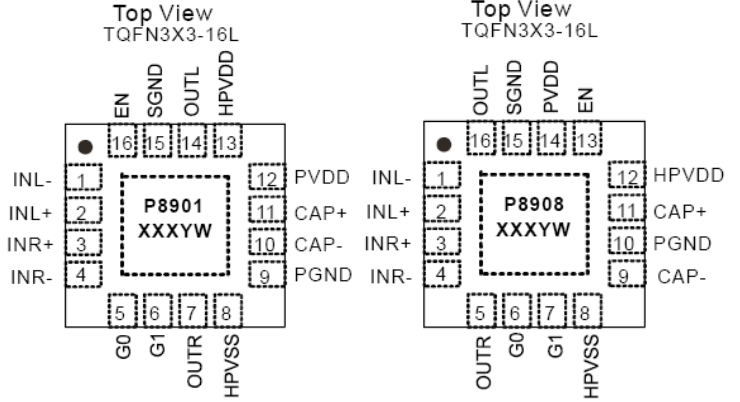 Top View
TQFN3X3-16L
EN SGND OUTL HPVDD
16 15 14 13
INL- 1 12 PVDD
INL+ 2 11 CAP+
INR+ 3 10 CAP-
INR- 4 9 PGND
P8901
XXXYW
5 6 7 8
G0 G1 OUTR HPVSS
Top View
TQFN3X3-16L
OUTL SGND PVDD EN
16 15 14 13
INL- 1 12 HPVDD
INL+ 2 11 CAP+
INR+ 3 10 PGND
INR- 4 9 CAP-
P8908
XXXYW
5 6 7 8
OUTR G0 G1 HPVSS